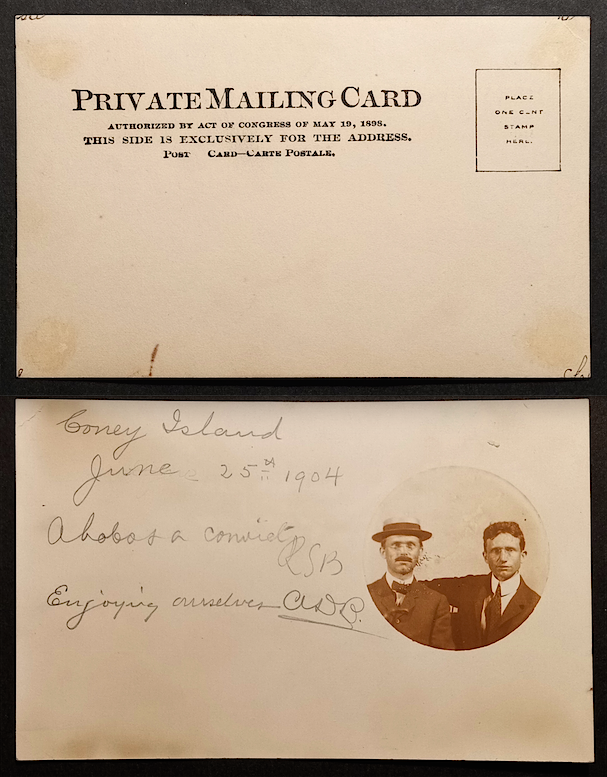 PRIVATE MAILING CARD
AUTHORIZED BY ACT OF CONGRESS OF MAY 19, 1898.
THIS SIDE IS EXCLUSIVELY FOR THE ADDRESS.
POST CARD—CARTE POSTALE.
PLACE
ONE CENT
STAMP
HERE.
Coney Island
June 25th 1904
A hobo & a convict
RSB
Enjoying ourselves